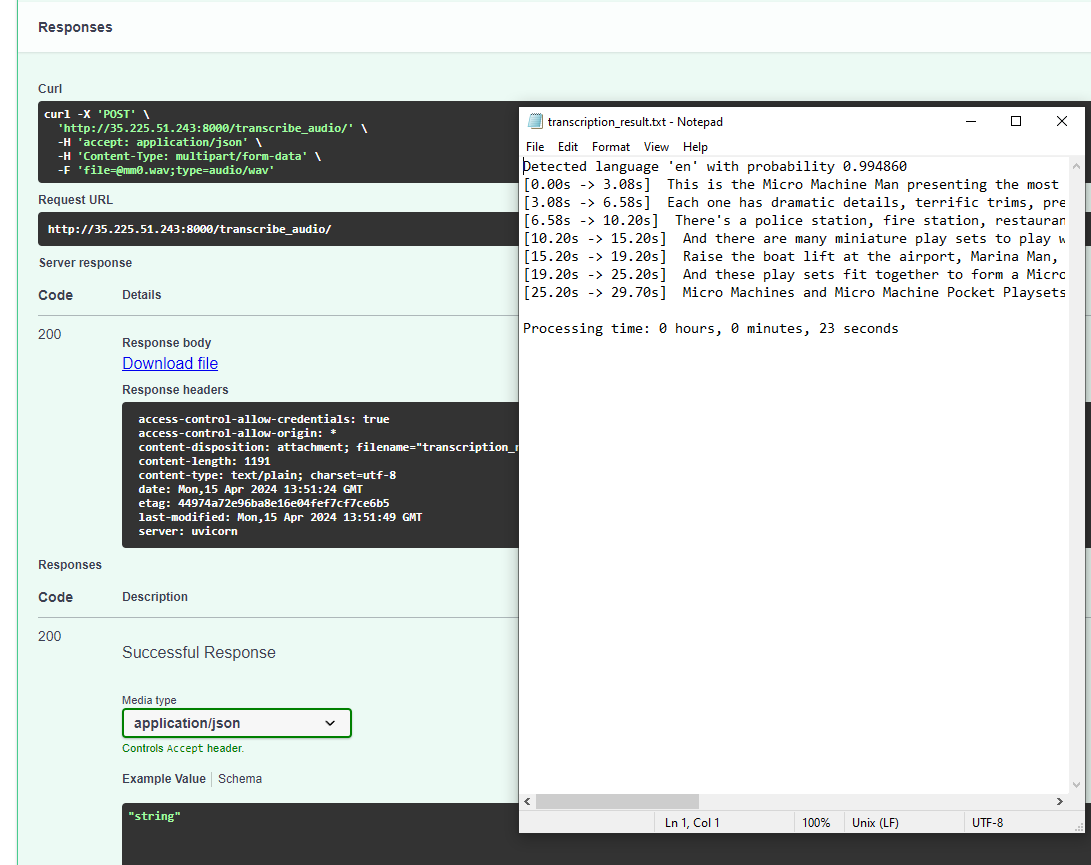 Responses
Curl
curl -X 'POST' \
'http://35.225.51.243:8000/transcribe_audio/' \
-H 'accept: application/json' \
-H 'Content-Type: multipart/form-data' \
-F 'file=@mm0.wav;type=audio/wav'
Request URL
http://35.225.51.243:8000/transcribe_audio/
Server response
Code Details
200
Response body
Download file
Response headers
access-control-allow-credentials: true
access-control-allow-origin: *
content-disposition: attachment; filename="transcription_r
content-length: 1191
content-type: text/plain; charset=utf-8
date: Mon,15 Apr 2024 13:51:24 GMT
etag: 44974a72e96ba8e16e04fef7cf7ce6b5
last-modified: Mon,15 Apr 2024 13:51:49 GMT
server: uvicorn
Responses
Code Description
200
Successful Response
Media type
application/json
Controls Accept header.
Example Value Schema
"string"
transcription_result.txt - Notepad
File Edit Format View Help
Detected language 'en' with probability 0.994860
[0.00s -> 3.08s] This is the Micro Machine Man presenting the most
[3.08s -> 6.58s] Each one has dramatic details, terrific trims, pre
[6.58s -> 10.20s] There's a police station, fire station, restauran
[10.20s -> 15.20s] And there are many miniature play sets to play w
[15.20s -> 19.20s] Raise the boat lift at the airport, Marina Man,
[19.20s -> 25.20s] And these play sets fit together to form a Micro
[25.20s -> 29.70s] Micro Machines and Micro Machine Pocket Playsets
Processing time: 0 hours, 0 minutes, 23 seconds
Ln 1, Col 1 100% Unix (LF) UTF-8